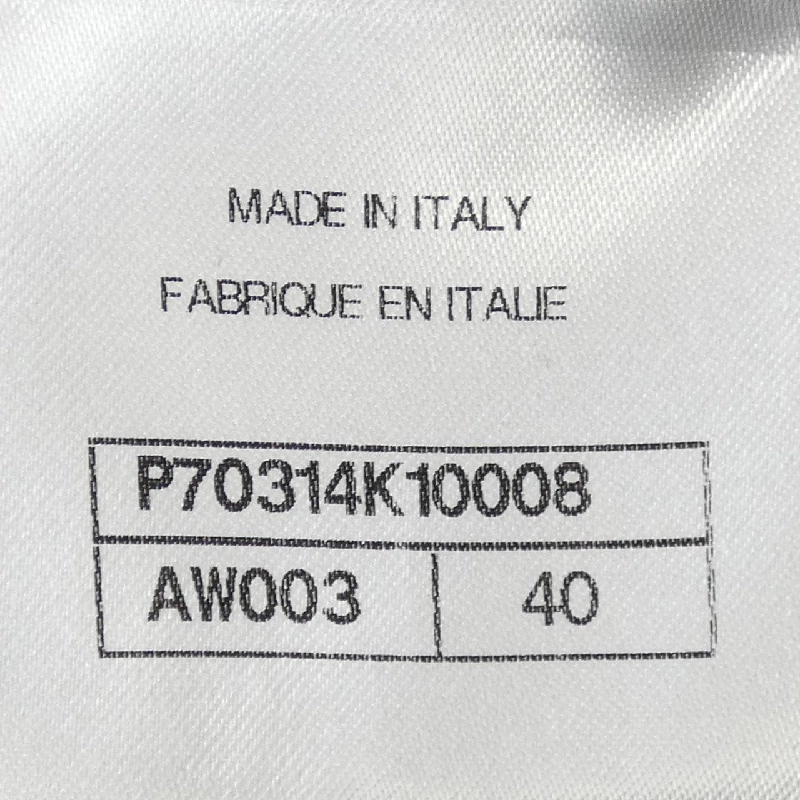 MADE IN ITALY
FABRIQUE EN ITALIE
P70314K10008
AW003 40